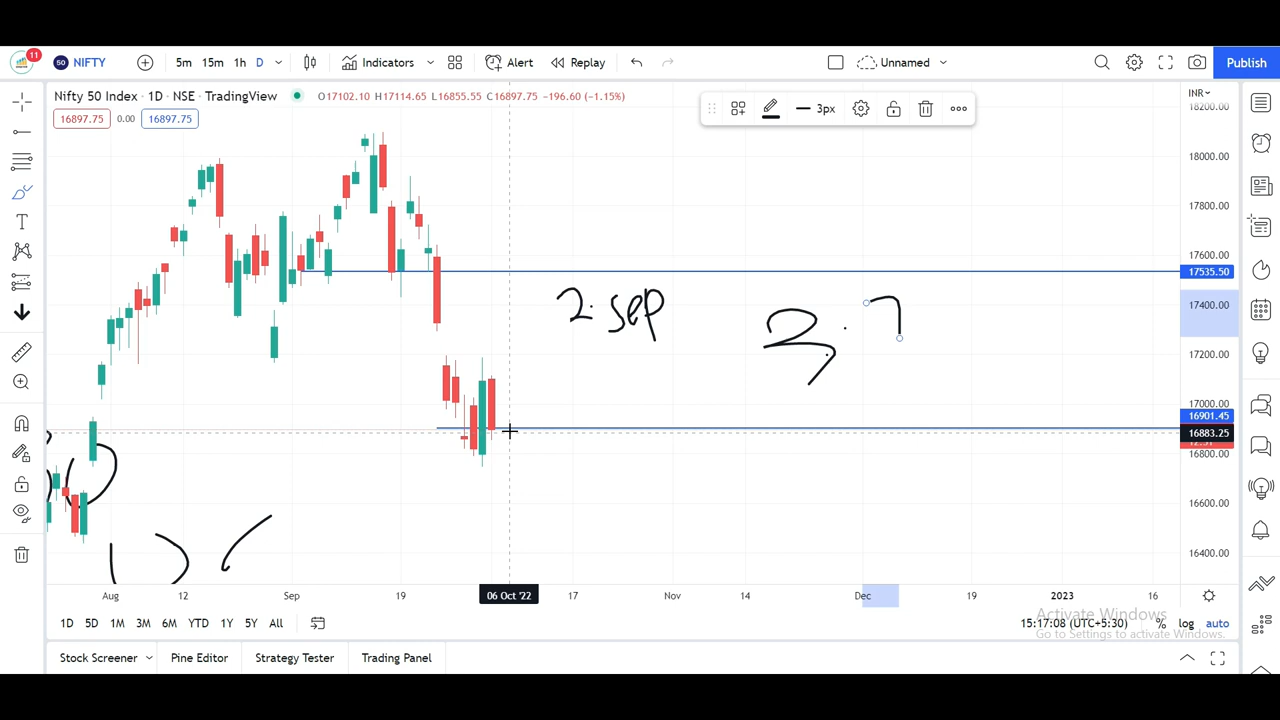 11
50 NIFTY 5m 15m 1h D Indicators Alert Replay Unnamed Publish
Nifty 50 Index · 1D · NSE · TradingView O17102.10 H17114.65 L16855.55 C16897.75 -196.60 (-1.15%)
16897.75 0.00 16897.75
3px
INR
18200.00
18000.00
17800.00
17600.00
17535.50
17400.00
17200.00
17000.00
16901.45
16883.25
16800.00
16600.00
16400.00
2. sep
Aug 12 Sep 19 06 Oct '22 17 Nov 14 Dec 19 2023 16
1D 5D 1M 3M 6M YTD 1Y 5Y All 15:17:08 (UTC+5:30) % log auto
Activate Windows
Go to Settings to activate Windows.
Stock Screener Pine Editor Strategy Tester Trading Panel